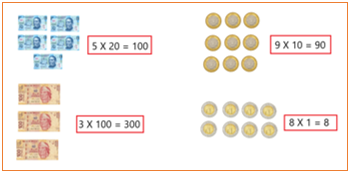 5 X 20 = 100
9 X 10 = 90
3 X 100 = 300
8 X 1 = 8